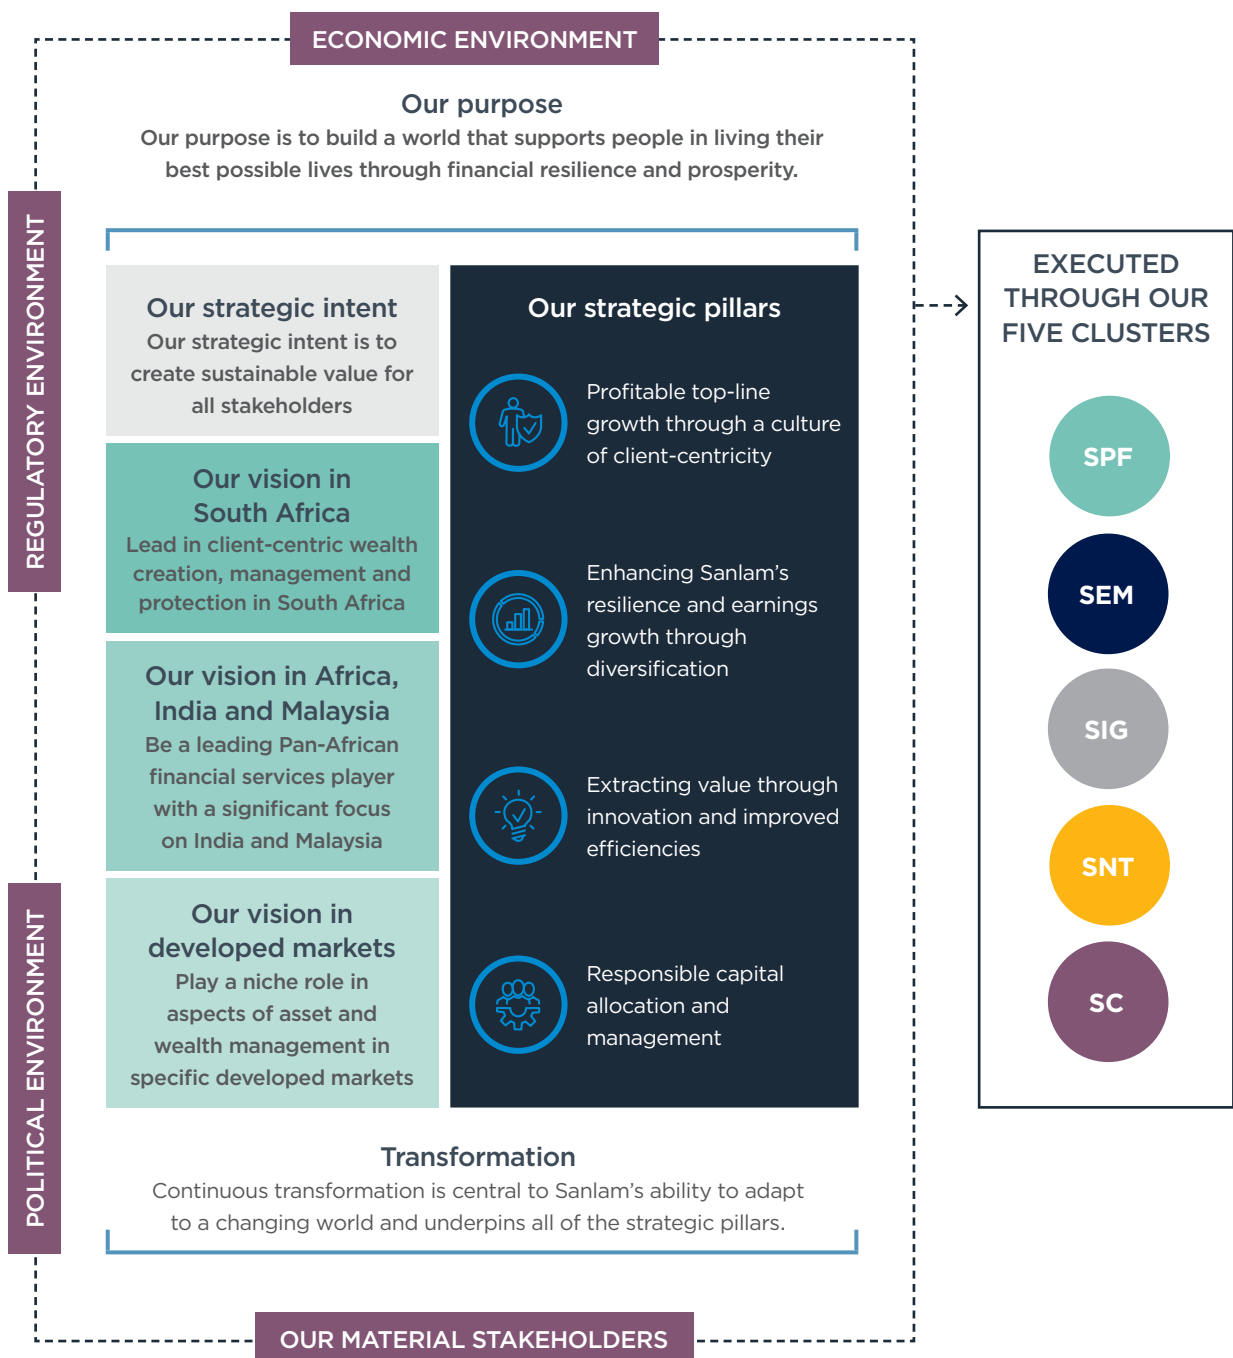 ECONOMIC ENVIRONMENT
Our purpose
Our purpose is to build a world that supports people in living their
best possible lives through financial resilience and prosperity.
REGULATORY ENVIRONMENT
POLITICAL ENVIRONMENT
Our strategic intent
Our strategic intent is to
create sustainable value for
all stakeholders
Our vision in
South Africa
Lead in client-centric wealth
creation, management and
protection in South Africa
Our vision in Africa,
India and Malaysia
Be a leading Pan-African
financial services player
with a significant focus
on India and Malaysia
Our vision in
developed markets
Play a niche role in
aspects of asset and
wealth management in
specific developed markets
Our strategic pillars
Profitable top-line
growth through a culture
of client-centricity
Enhancing Sanlam's
resilience and earnings
growth through
diversification
Extracting value through
innovation and improved
efficiencies
Responsible capital
allocation and
management
Transformation
Continuous transformation is central to Sanlam's ability to adapt
to a changing world and underpins all of the strategic pillars.
OUR MATERIAL STAKEHOLDERS
EXECUTED
THROUGH OUR
FIVE CLUSTERS
SPF
SEM
SIG
SNT
SC